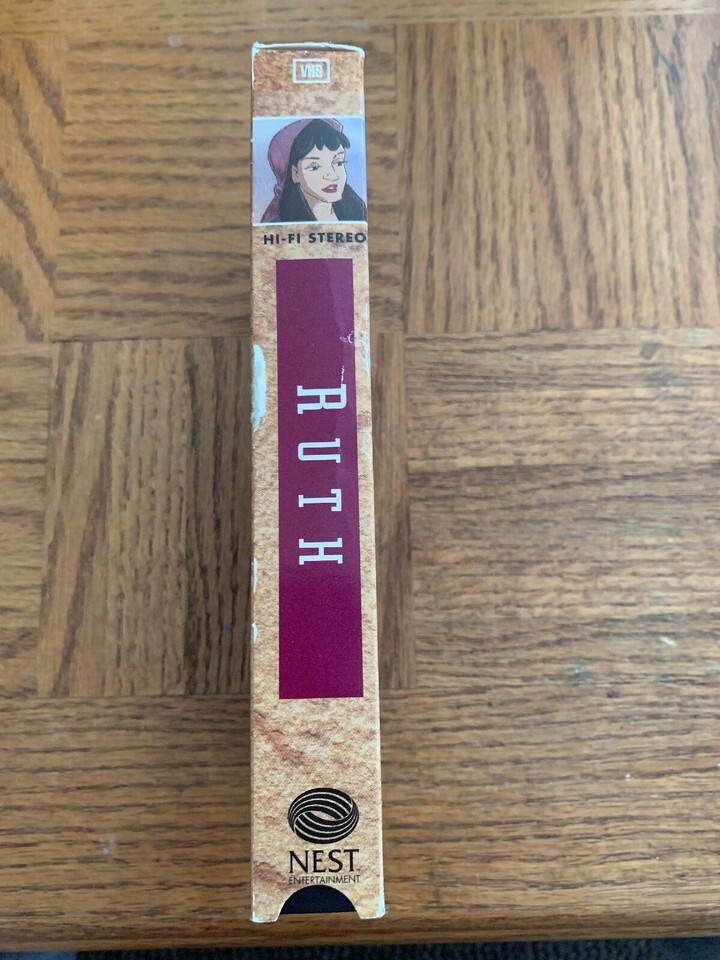 VHS
HI-FI STEREO
RUTH
NEST
ENTERTAINMENT